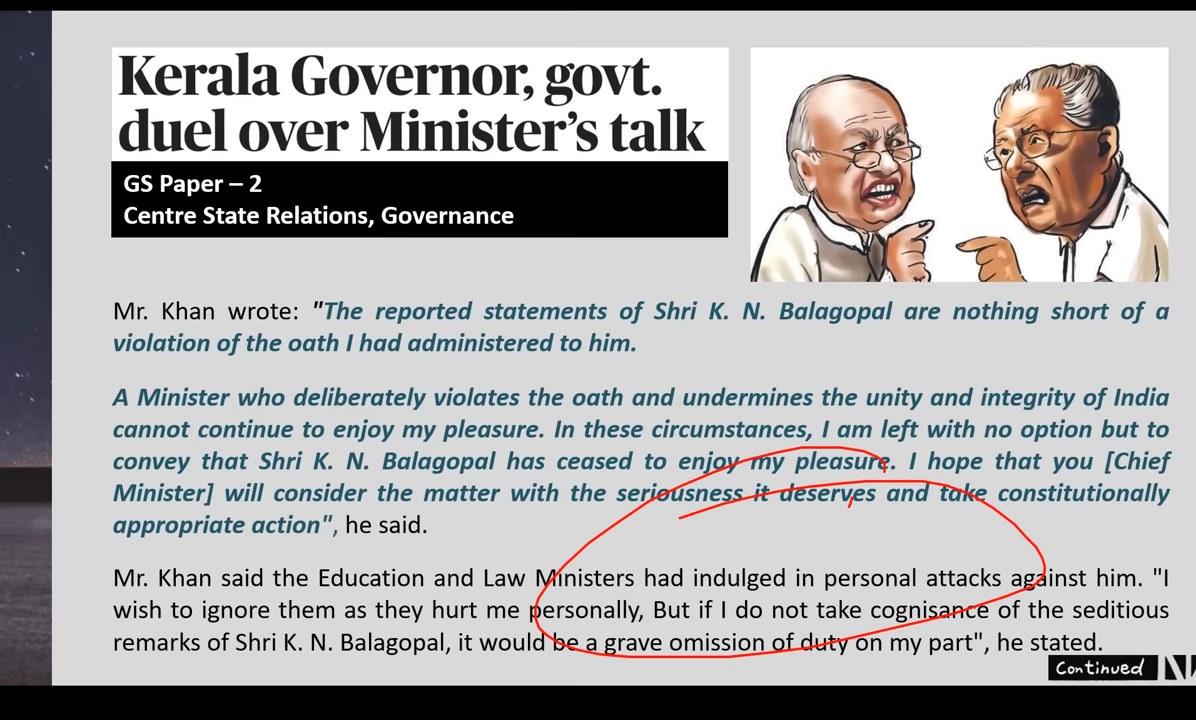 Kerala Governor, govt.
duel over Minister's talk
GS Paper – 2
Centre State Relations, Governance
Mr. Khan wrote: "The reported statements of Shri K. N. Balagopal are nothing short of a
violation of the oath I had administered to him.
A Minister who deliberately violates the oath and undermines the unity and integrity of India
cannot continue to enjoy my pleasure. In these circumstances, I am left with no option but to
convey that Shri K. N. Balagopal has ceased to enjoy my pleasure. I hope that you [Chief
Minister] will consider the matter with the seriousness it deserves and take constitutionally
appropriate action", he said.
Mr. Khan said the Education and Law Ministers had indulged in personal attacks against him. "I
wish to ignore them as they hurt me personally, But if I do not take cognisance of the seditious
remarks of Shri K. N. Balagopal, it would be a grave omission of duty on my part", he stated.
Continued